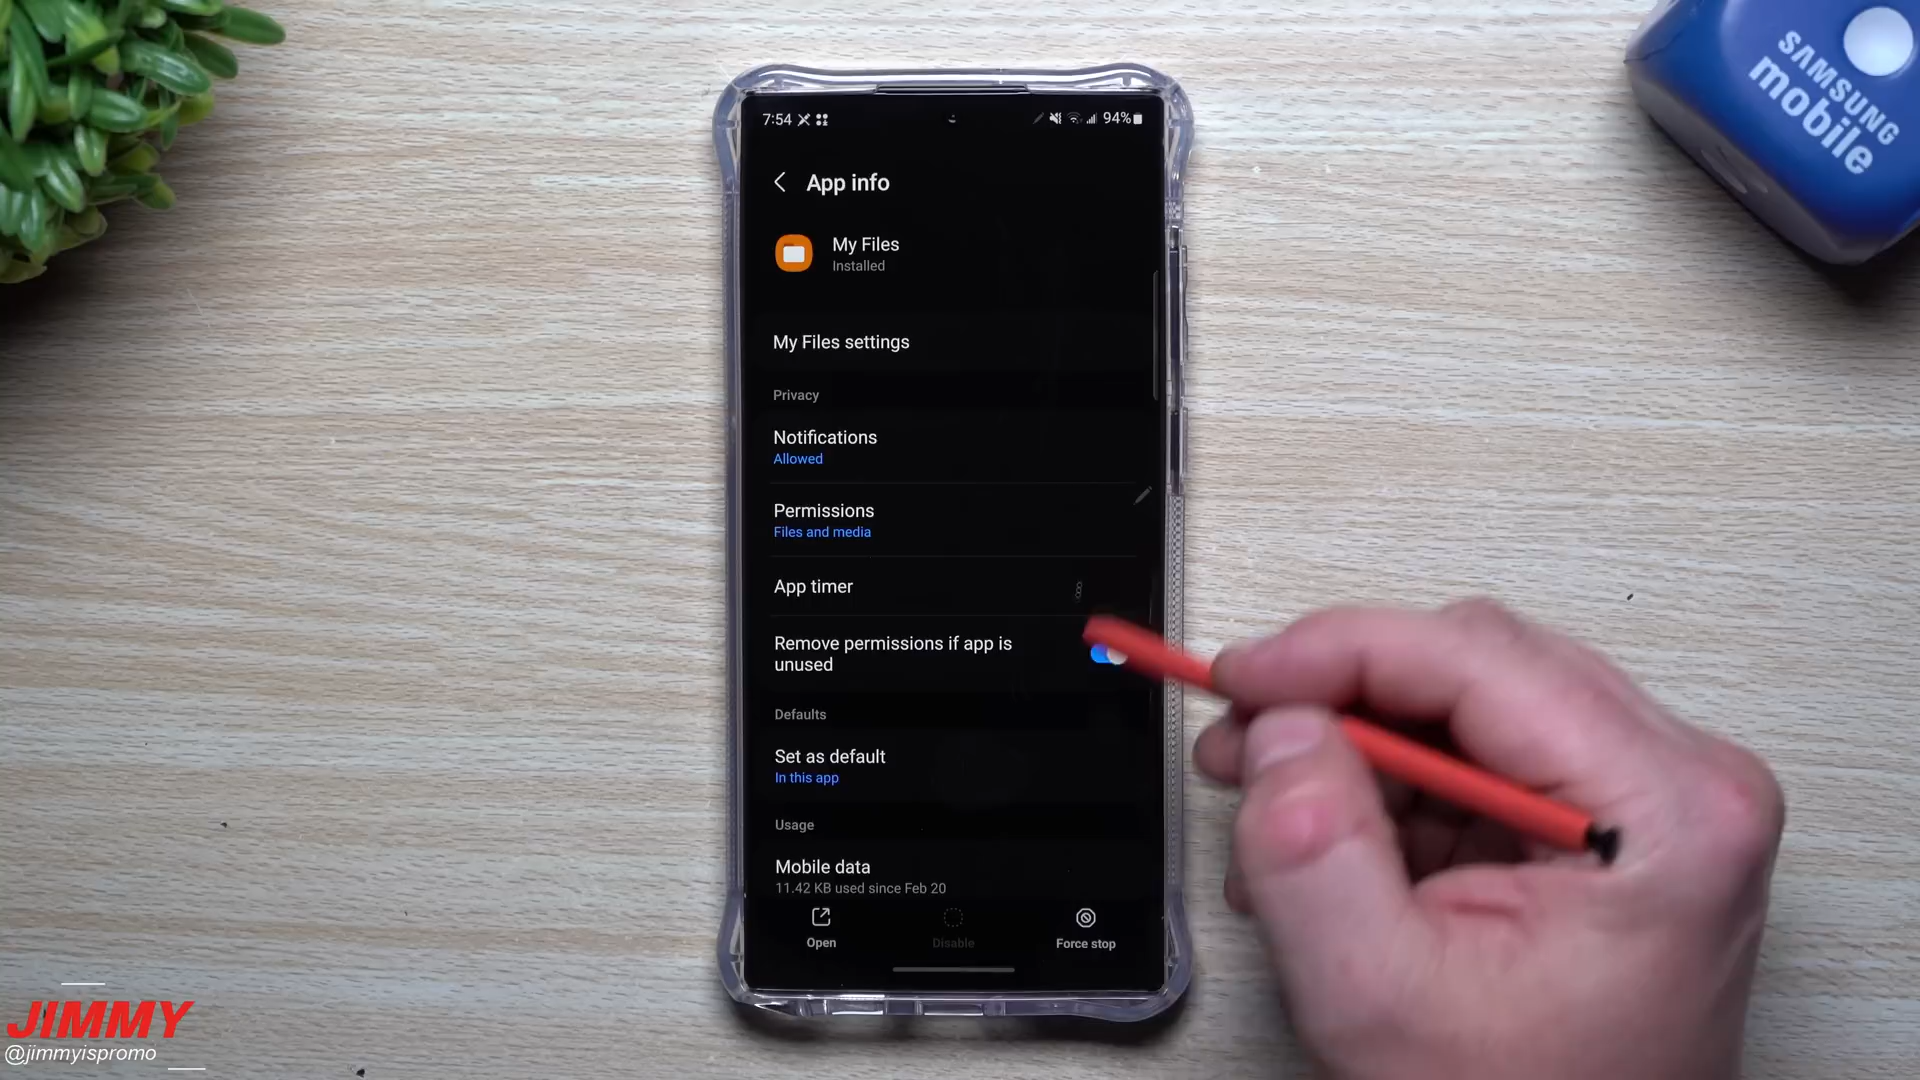 SAMSUNG
mobile
7:54
94%
App info
My Files
Installed
My Files settings
Privacy
Notifications
Allowed
Permissions
Files and media
App timer
Remove permissions if app is
unused
Defaults
Set as default
In this app
Usage
Mobile data
11.42 KB used since Feb 20
Open
Disable
Force stop
JIMMY
@jimmyispromo